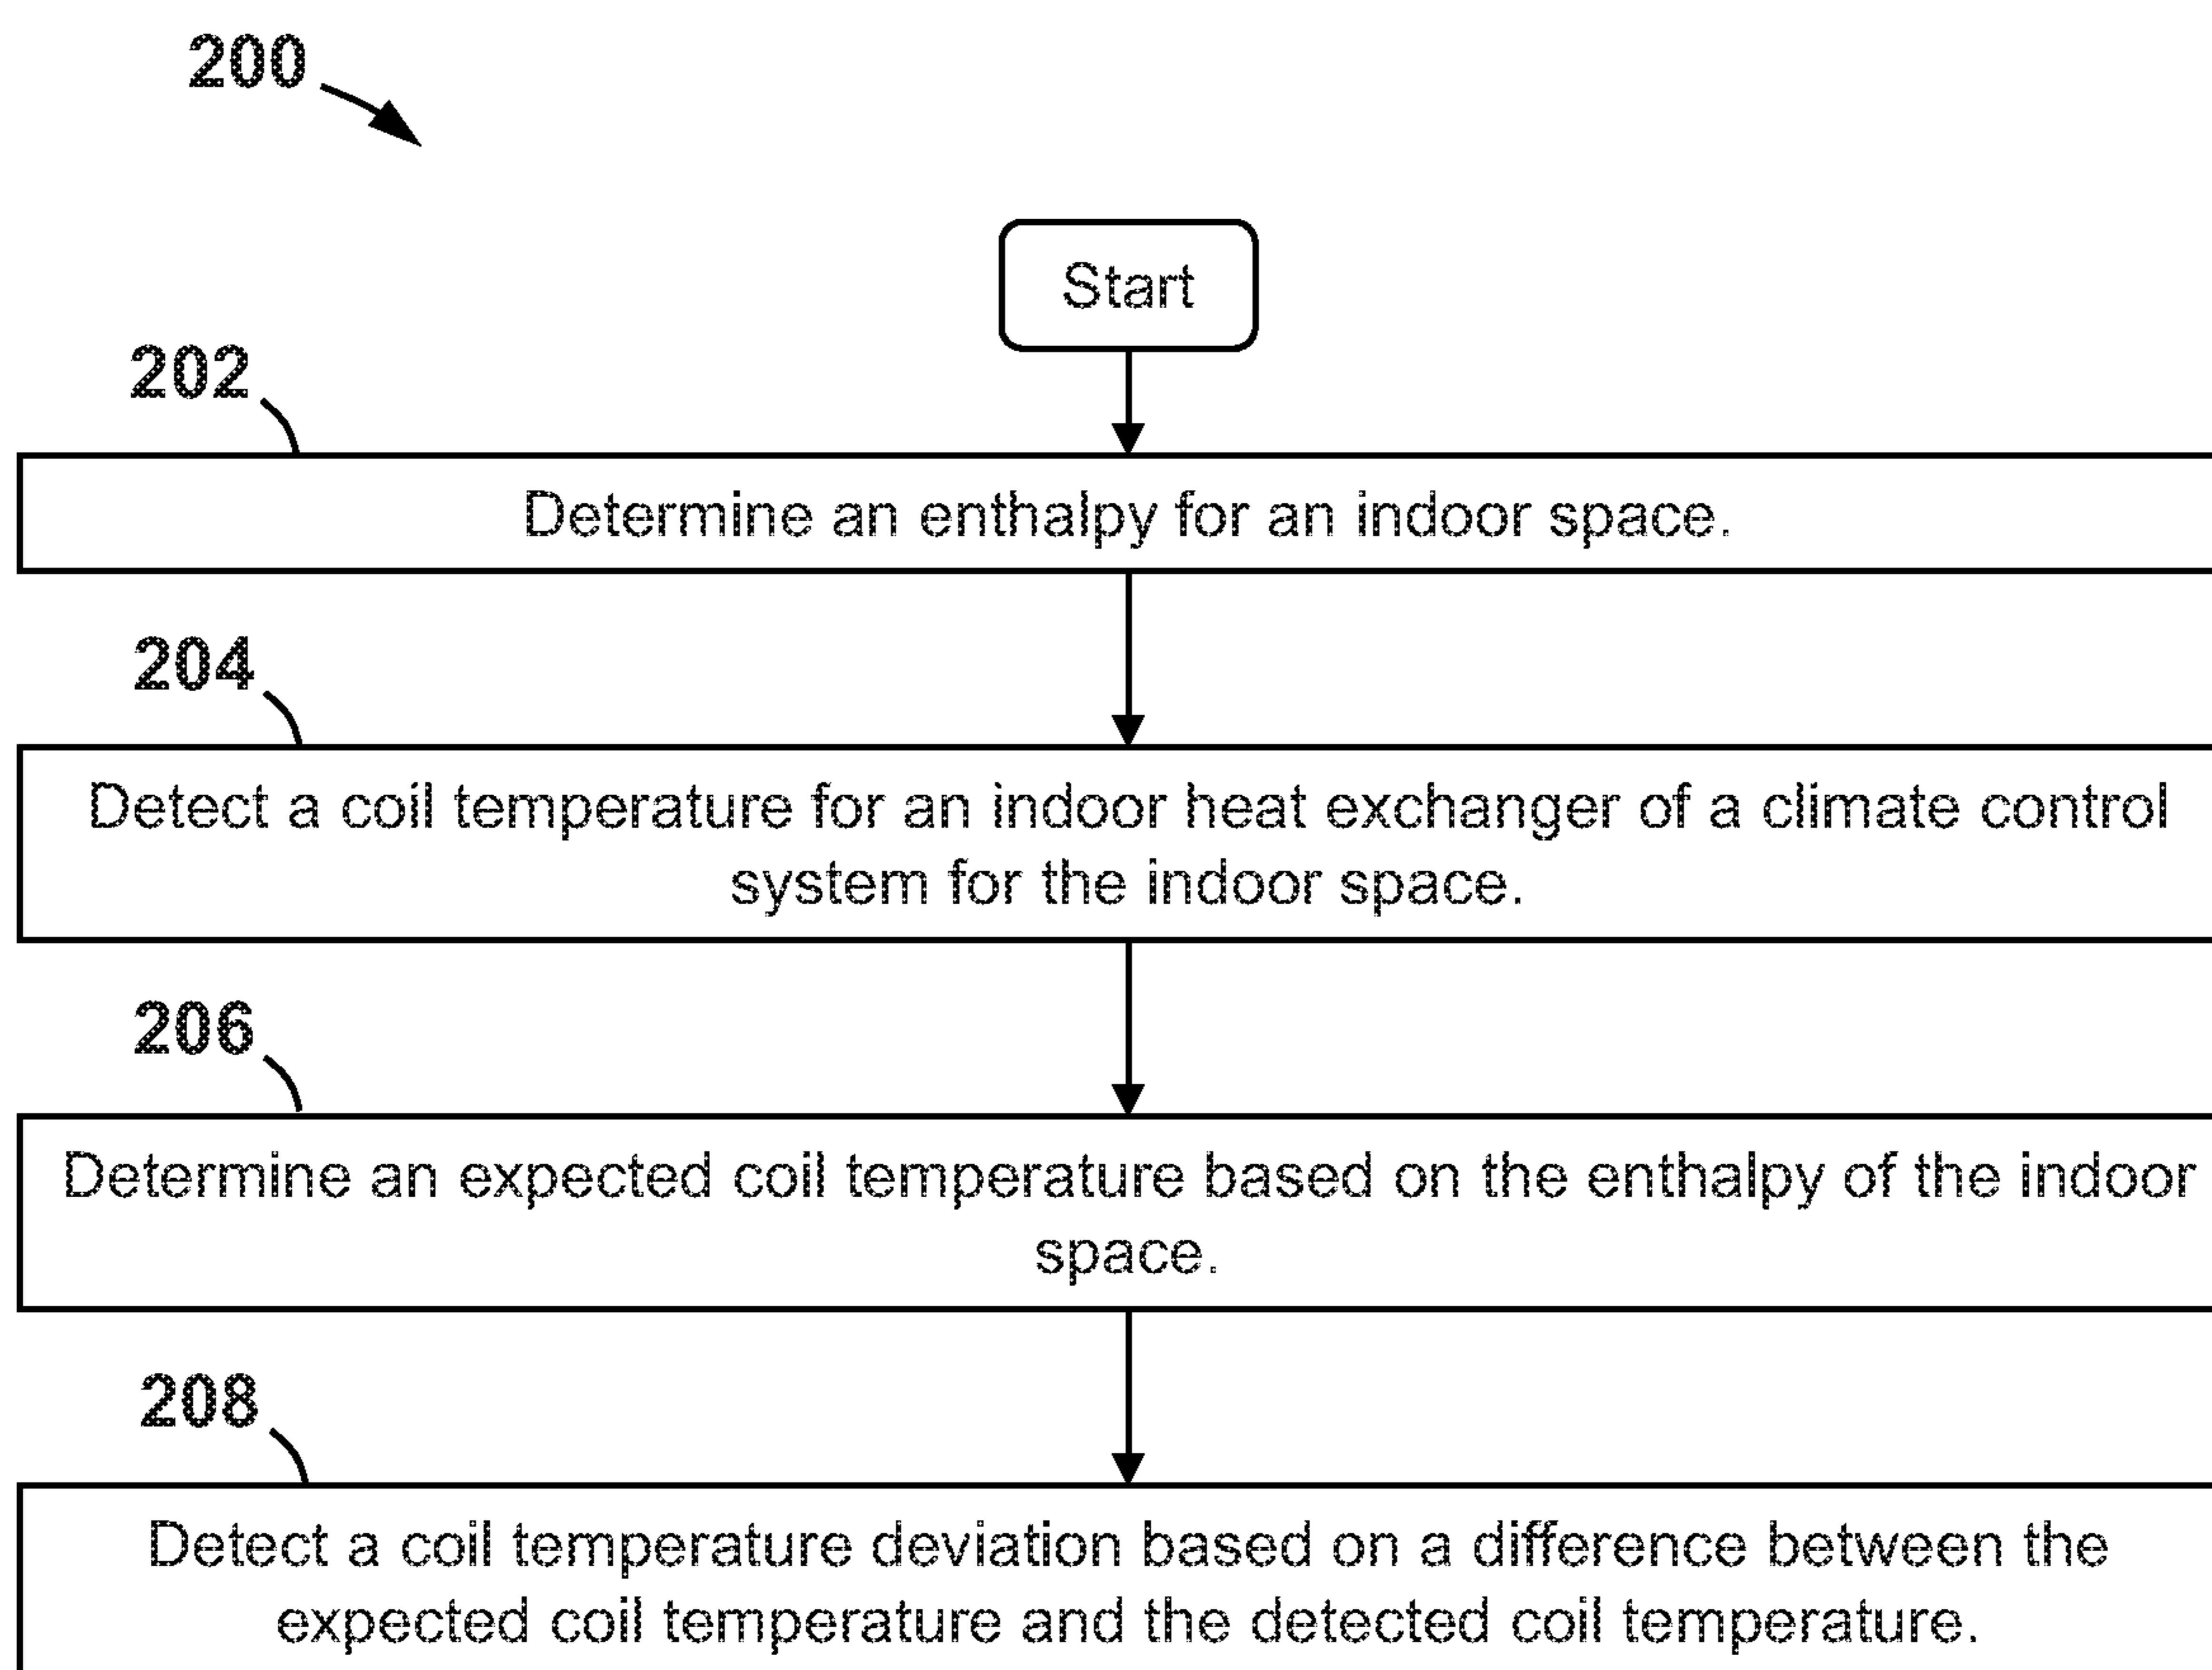 200
Start
202
Determine an enthalpy for an indoor space.
204
Detect a coil temperature for an indoor heat exchanger of a climate control
system for the indoor space.
206
Determine an expected coil temperature based on the enthalpy of the indoor
space.
208
Detect a coil temperature deviation based on a difference between the
expected coil temperature and the detected coil temperature.